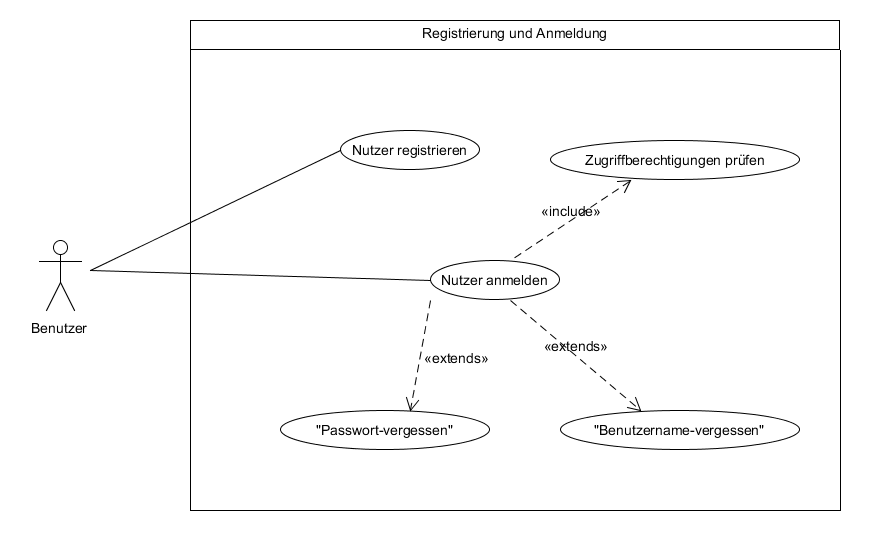 Registrierung und Anmeldung
Nutzer registrieren
Zugriffberechtigungen prüfen
«include»
Nutzer anmelden
Benutzer
«extends»
«extends»
"Passwort-vergessen"
"Benutzername-vergessen"